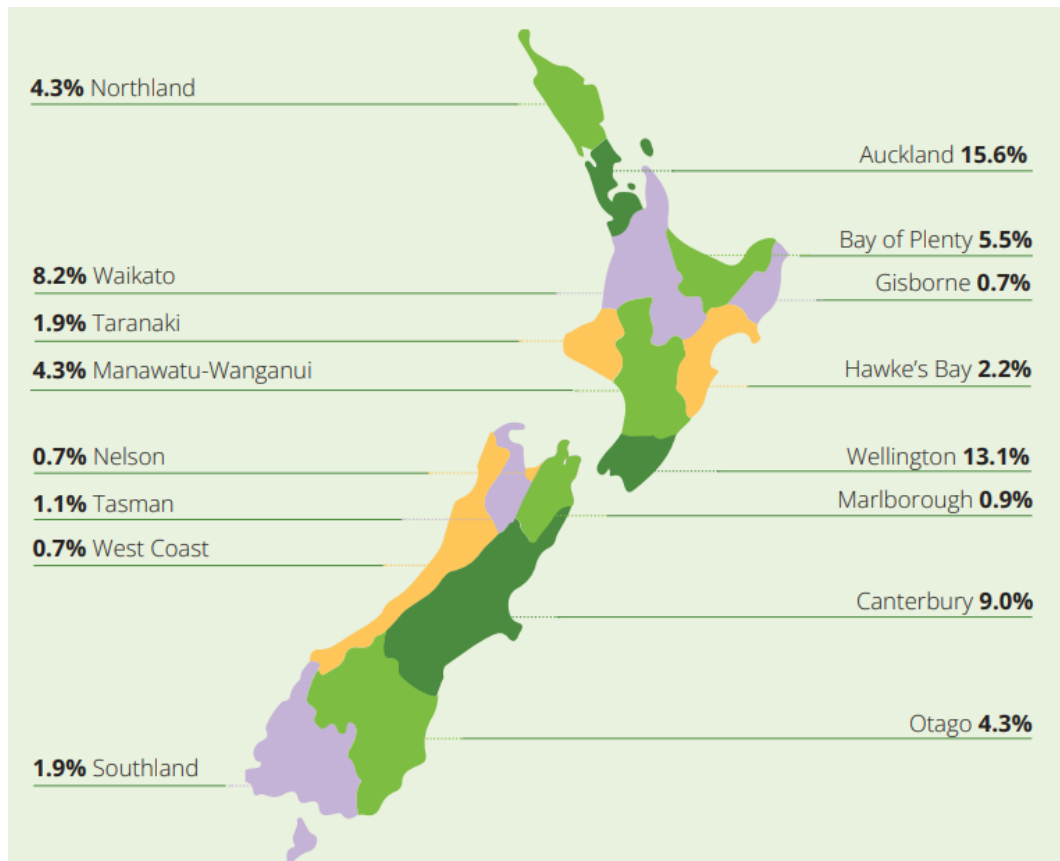 4.3% Northland
Auckland 15.6%
Bay of Plenty 5.5%
8.2% Waikato
Gisborne 0.7%
1.9% Taranaki
4.3% Manawatu-Wanganui
Hawke’s Bay 2.2%
0.7% Nelson
Wellington 13.1%
1.1% Tasman
Marlborough 0.9%
0.7% West Coast
Canterbury 9.0%
Otago 4.3%
1.9% Southland